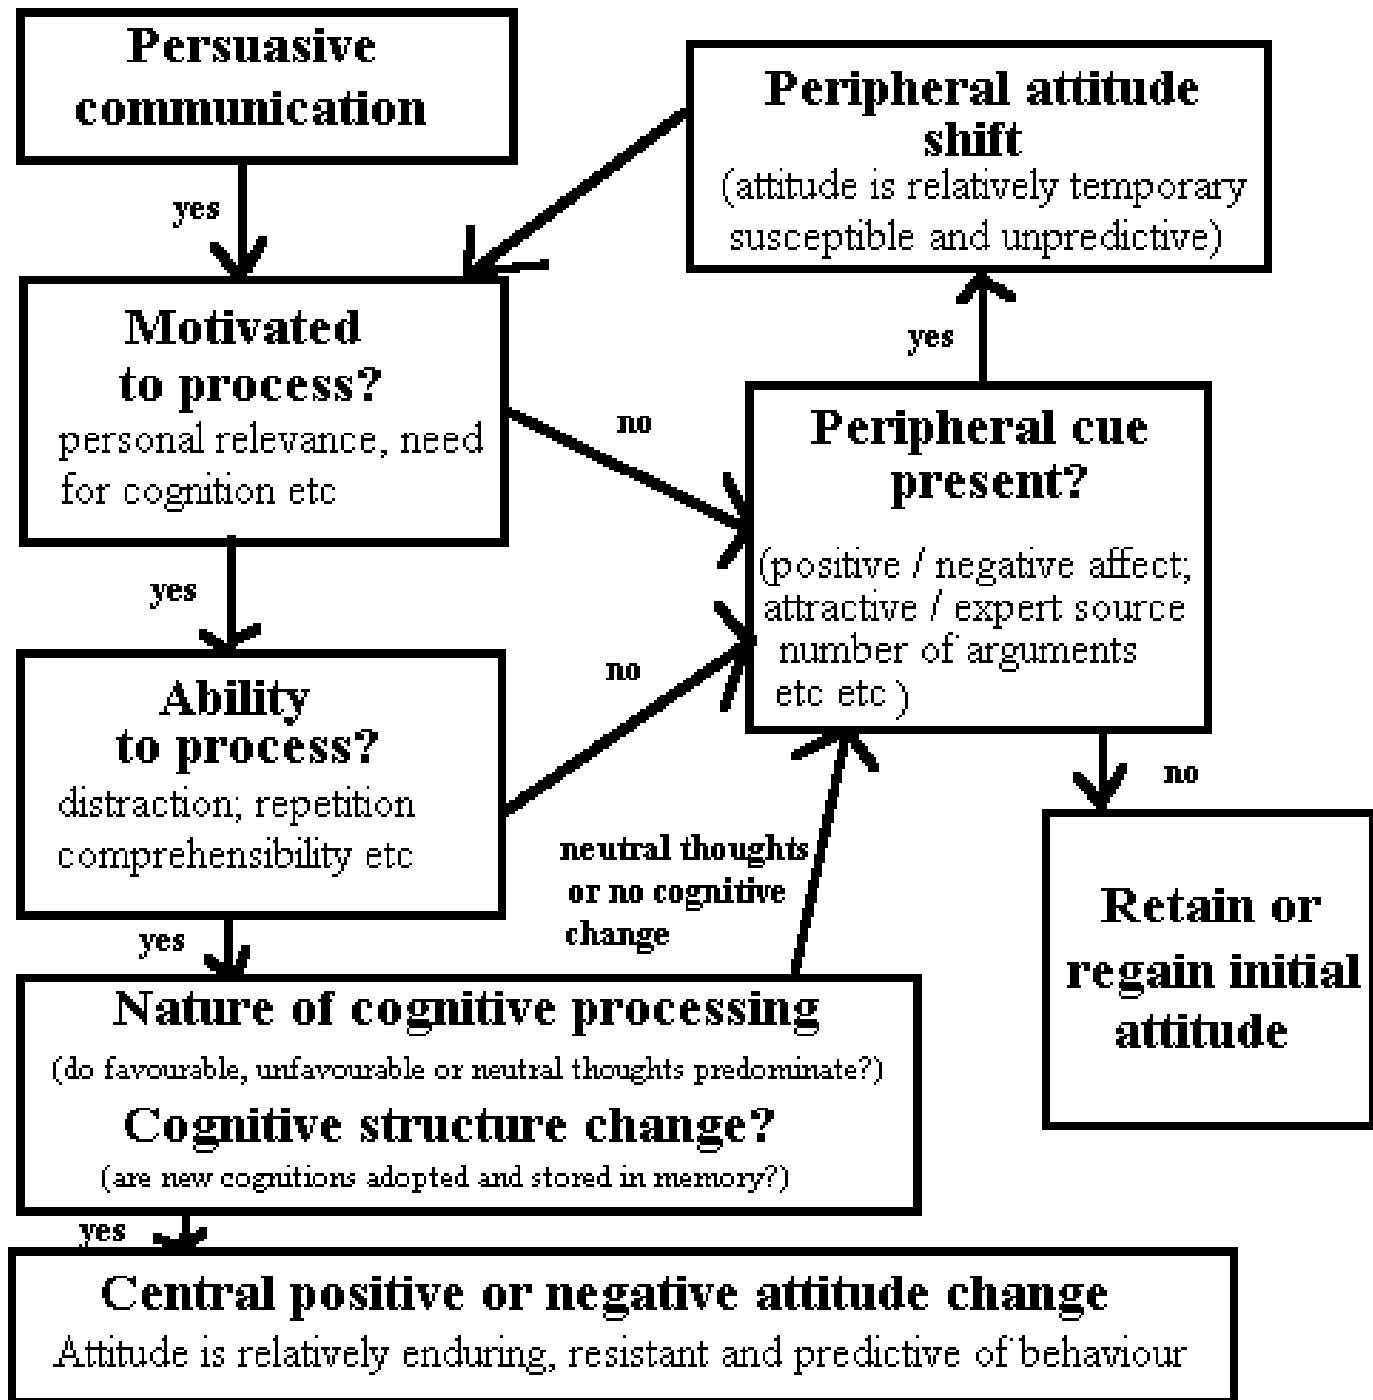 Persuasive
communication
yes
Motivated
to process?
personal relevance, need
for cognition etc
yes
no
Ability
to process?
distraction; repetition
comprehensibility etc
yes
no
Nature of cognitive processing
(do favourable, unfavourable or neutral thoughts predominate?)
Cognitive structure change?
(are new cognitions adopted and stored in memory?)
neutral thoughts
or no cognitive
change
yes
Central positive or negative attitude change
Attitude is relatively enduring, resistant and predictive of behaviour
Peripheral attitude
shift
(attitude is relatively temporary
susceptible and unpredictive)
yes
Peripheral cue
present?
(positive / negative affect;
attractive / expert source
number of arguments
etc etc )
no
Retain or
regain initial
attitude